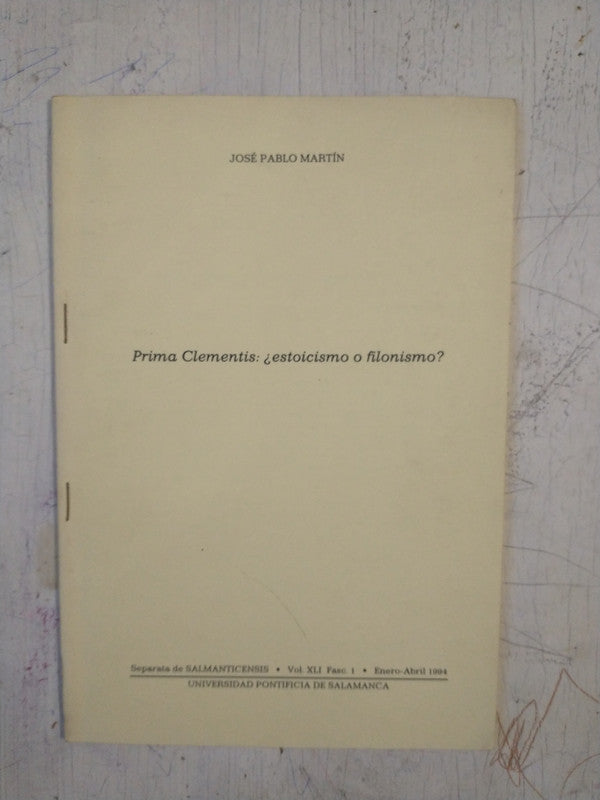 JOSÉ PABLO MARTÍN
Prima Clementis: ¿estoicismo o filonismo?
Separata de SALMANTICENSIS • Vol. XLI Fasc. 1 • Enero-Abril 1994
UNIVERSIDAD PONTIFICIA DE SALAMANCA